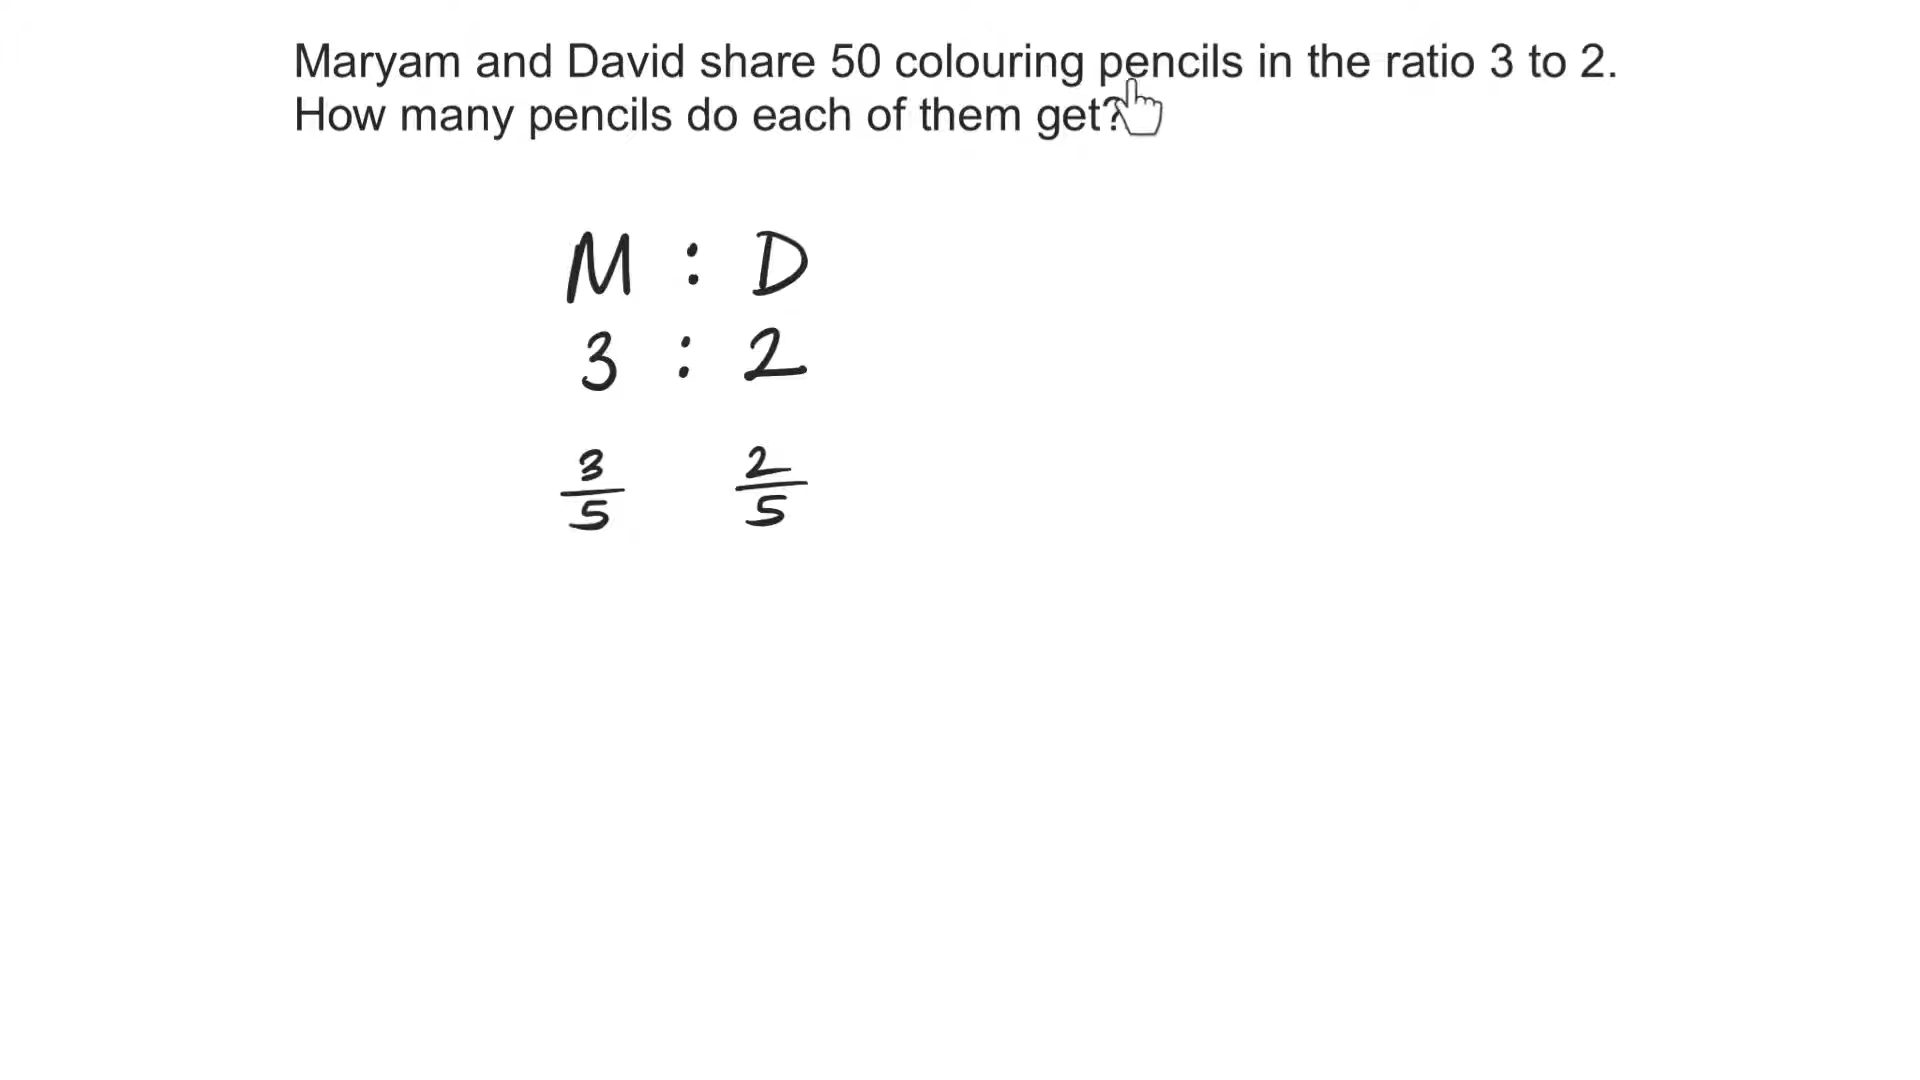 Maryam and David share 50 colouring pencils in the ratio 3 to 2.
How many pencils do each of them get?
M : D
3 : 2
3/5 2/5